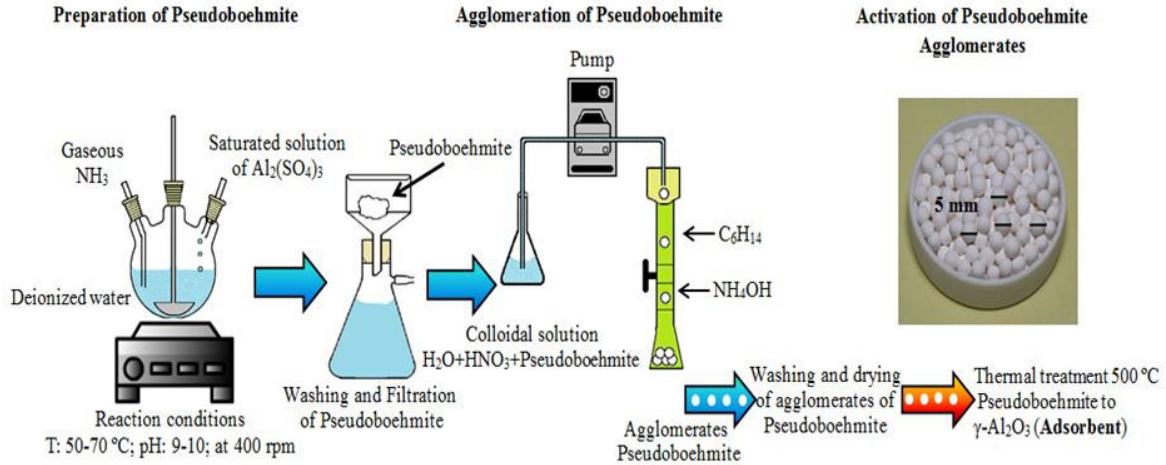 Preparation of Pseudoboehmite
Agglomeration of Pseudoboehmite
Activation of Pseudoboehmite
Agglomerates
Gaseous
NH₃
Saturated solution
of Al₂(SO₄)₃
Deionized water
Reaction conditions
T: 50-70 °C; pH: 9-10; at 400 rpm
Pseudoboehmite
Washing and Filtration
of Pseudoboehmite
Pump
Colloidal solution
H₂O+HNO₃+Pseudoboehmite
C₆H₁₄
NH₄OH
Agglomerates
Pseudoboehmite
Washing and drying
of agglomerates of
Pseudoboehmite
5 mm
Thermal treatment 500 °C
Pseudoboehmite to
γ-Al₂O₃ (Adsorbent)